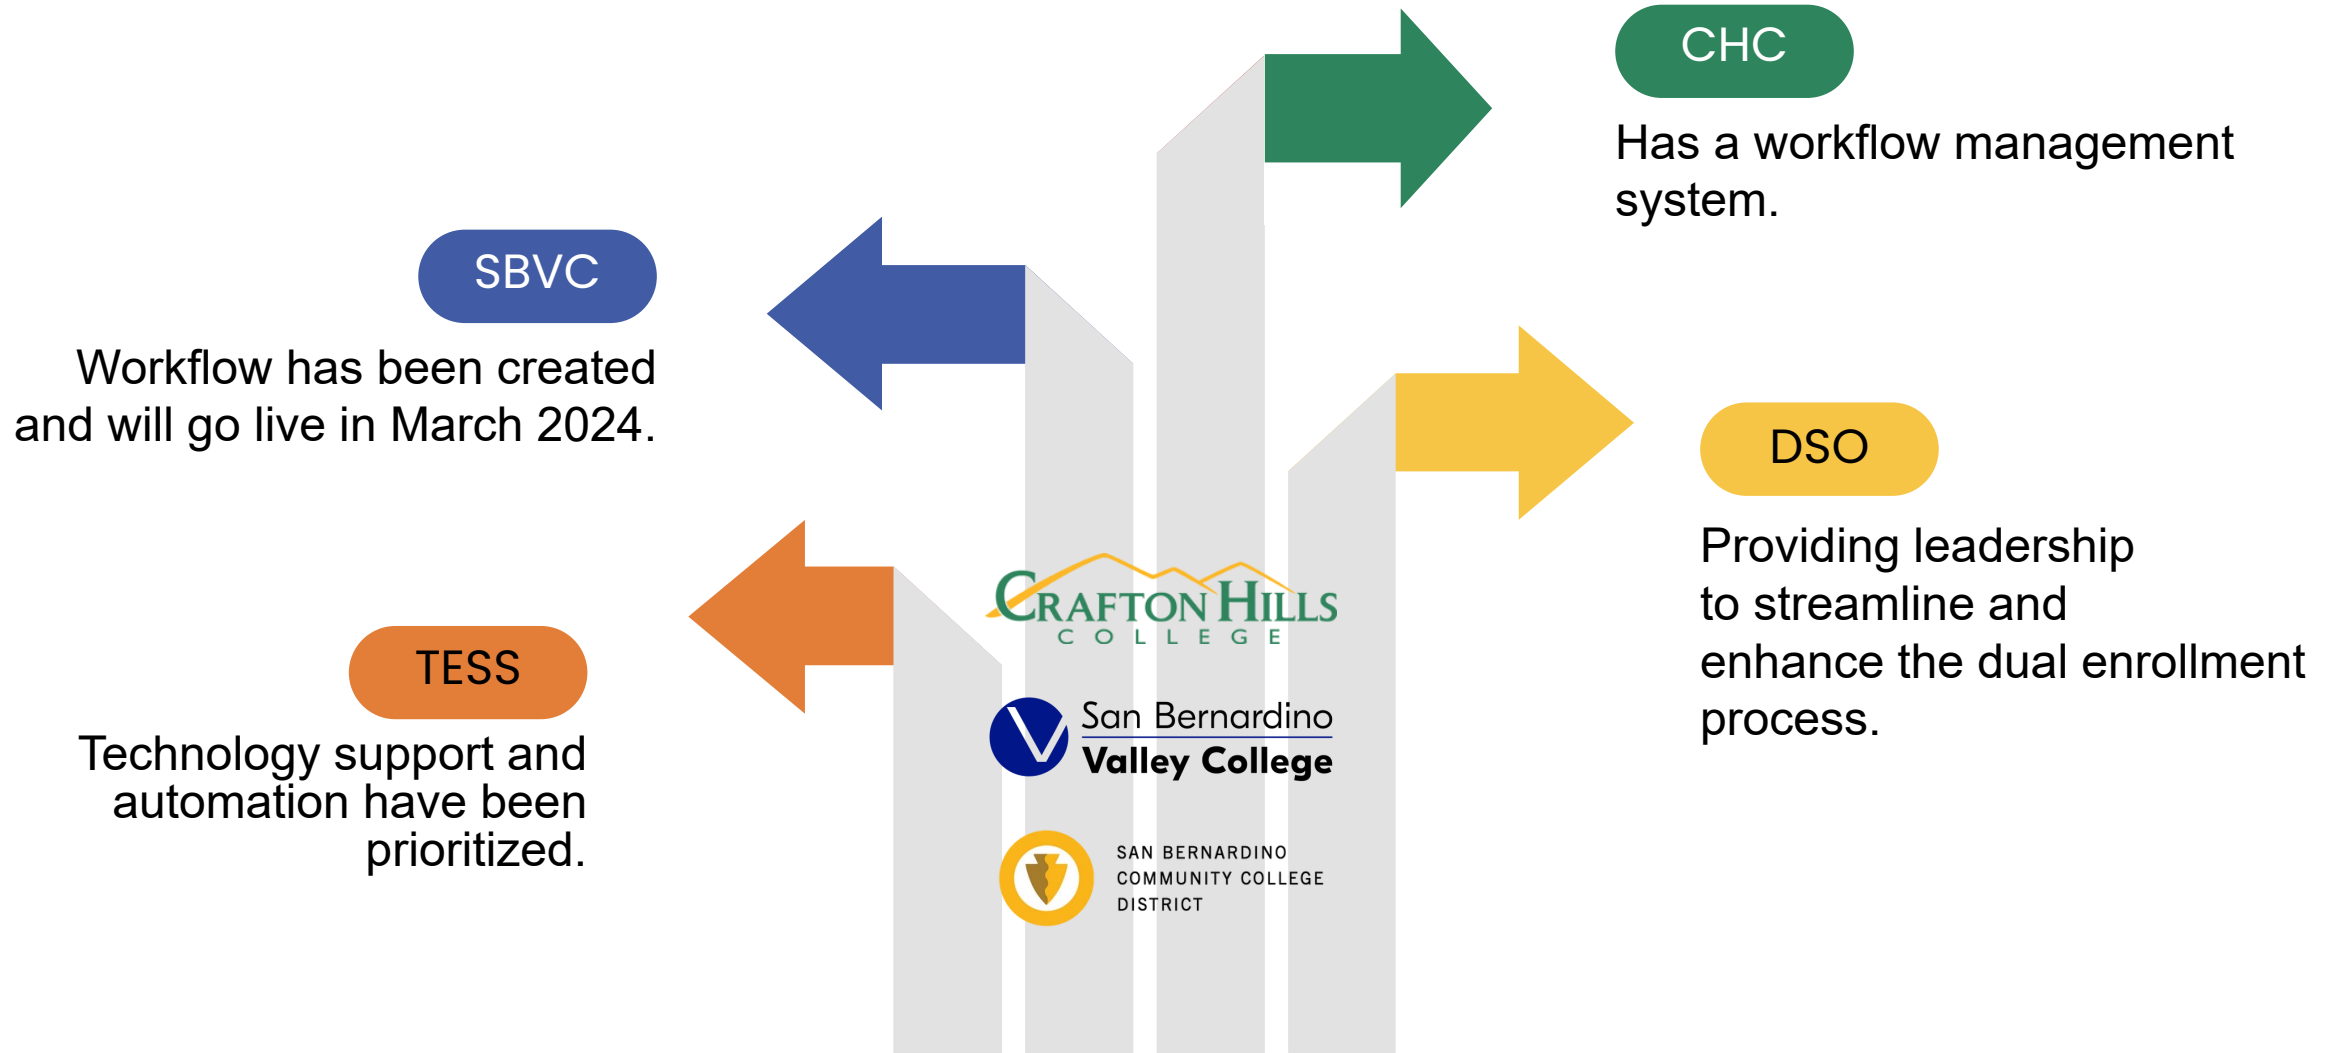 CHC
Has a workflow management
system.
SBVC
Workflow has been created
and will go live in March 2024.
DSO
Providing leadership
to streamline and
enhance the dual enrollment
process.
TESS
Technology support and
automation have been
prioritized.
CRAFTON HILLS
COLLEGE
San Bernardino
Valley College
SAN BERNARDINO
COMMUNITY COLLEGE
DISTRICT